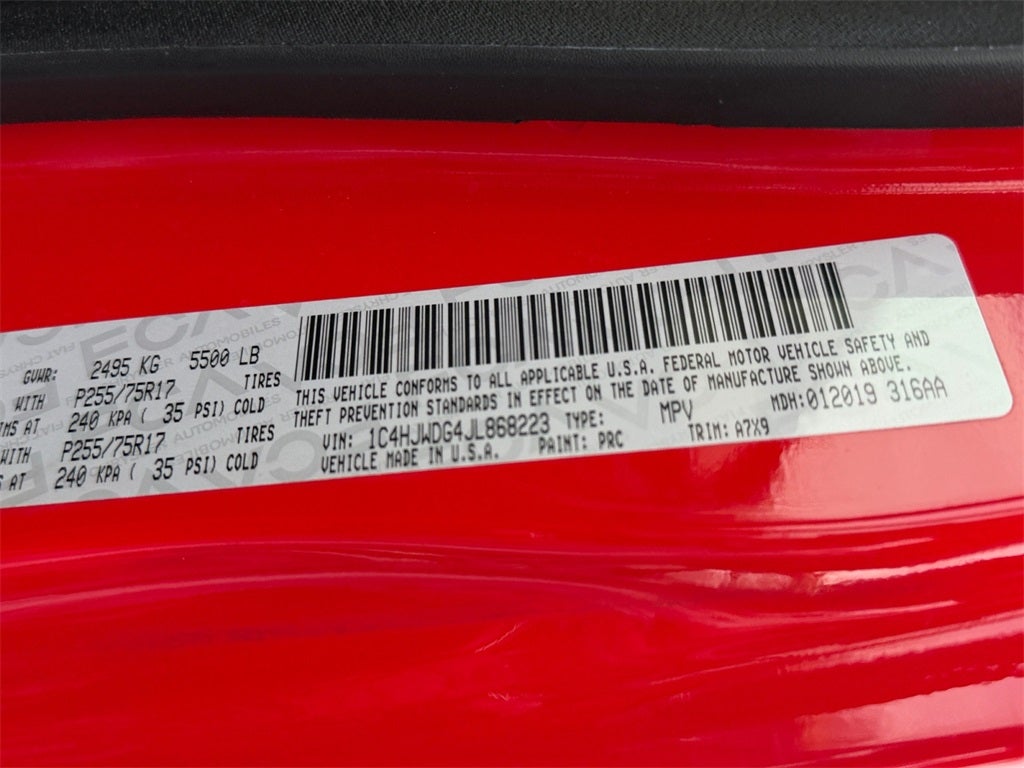 GVWR: 2495 KG 5500 LB
WITH P255/75R17 TIRES
MS AT 240 KPA ( 35 PSI) COLD
WITH P255/75R17 TIRES
S AT 240 KPA ( 35 PSI) COLD
THIS VEHICLE CONFORMS TO ALL APPLICABLE U.S.A. FEDERAL MOTOR VEHICLE SAFETY AND
THEFT PREVENTION STANDARDS IN EFFECT ON THE DATE OF MANUFACTURE SHOWN ABOVE.
VIN: 1C4HJWDG4JL868223 TYPE: MPV MDH:012019 316AA
VEHICLE MADE IN U.S.A. PAINT: PRC TRIM: A7X9